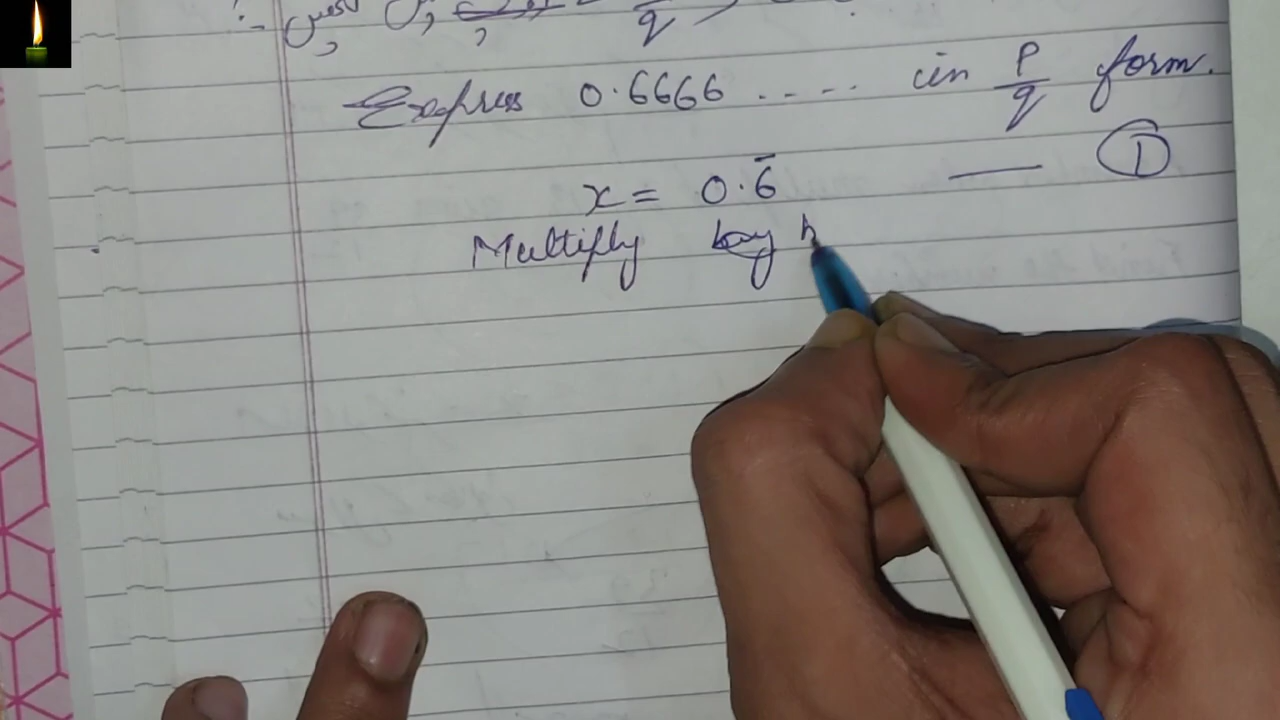 p/q
Express 0.6666 .... in p/q form.
x = 0.6̄ — ①
Multiply by